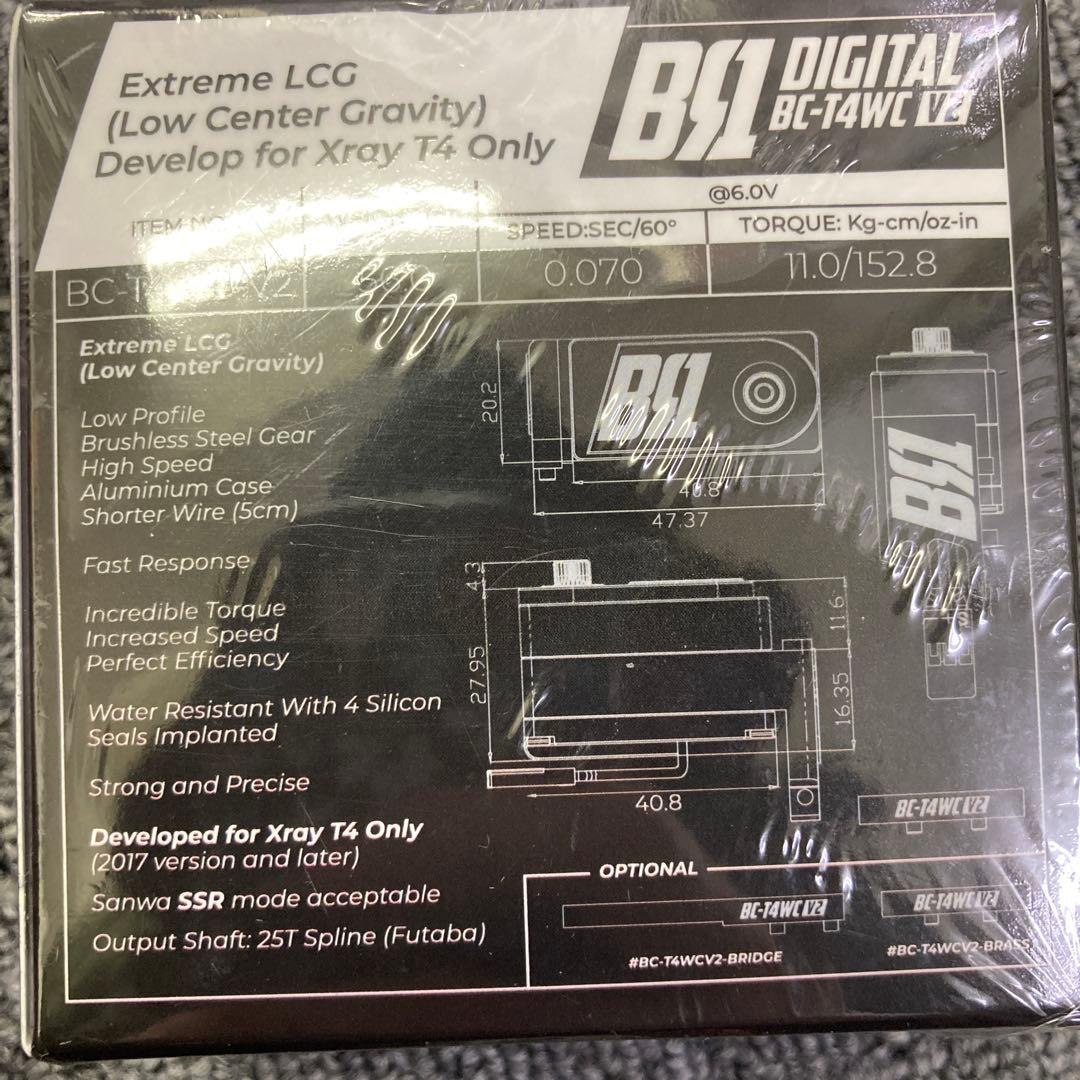 Extreme LCG
(Low Center Gravity)
Develop for Xray T4 Only
BS1 DIGITAL
BC-T4WC V2
@6.0V
ITEM NO
SPEED:SEC/60°
TORQUE: Kg-cm/oz-in
0.070
11.0/152.8
Extreme LCG
(Low Center Gravity)
Low Profile
Brushless Steel Gear
High Speed
Aluminium Case
Shorter Wire (5cm)
Fast Response
Incredible Torque
Increased Speed
Perfect Efficiency
Water Resistant With 4 Silicon
Seals Implanted
Strong and Precise
Developed for Xray T4 Only
(2017 version and later)
Sanwa SSR mode acceptable
Output Shaft: 25T Spline (Futaba)
20.2
BS1
40.8
47.37
BS1
4.3
27.95
11.6
16.35
40.8
BC-T4WC V2
OPTIONAL
BC-T4WC V2
#BC-T4WCV2-BRIDGE
BC-T4WC V2
#BC-T4WCV2-BRASS